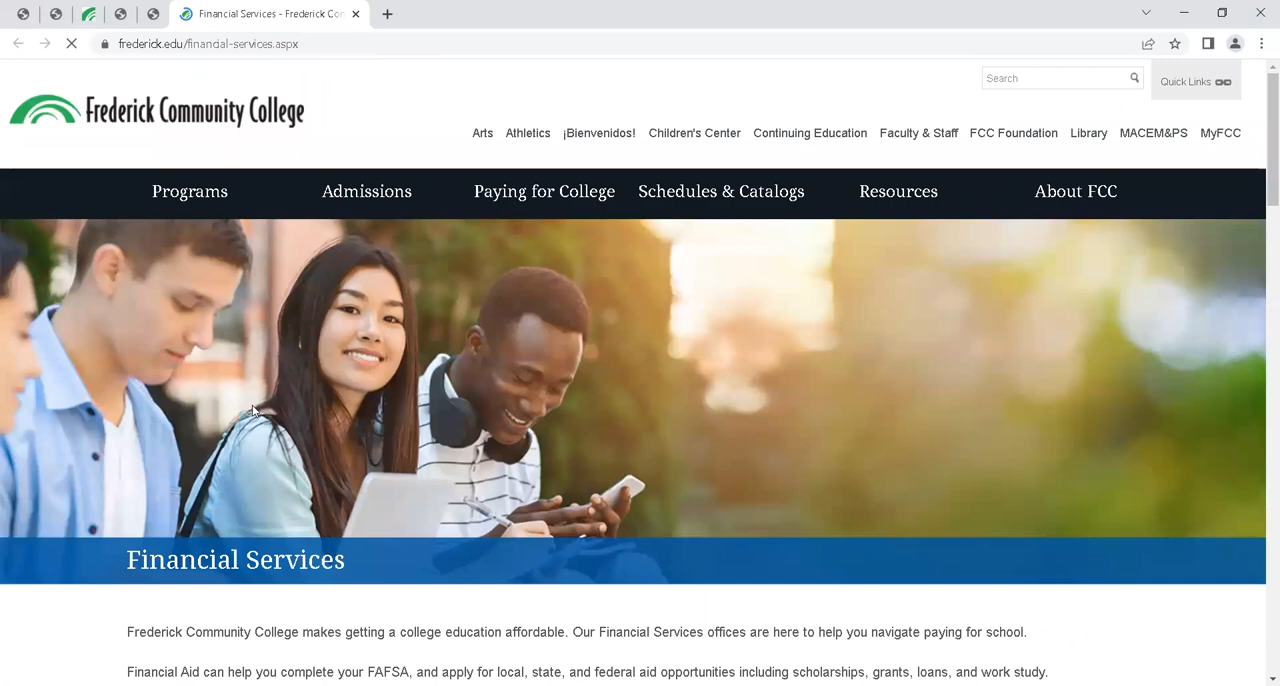 Financial Services - Frederick Con
frederick.edu/financial-services.aspx
Search
Quick Links
Frederick Community College
Arts Athletics ¡Bienvenidos! Children's Center Continuing Education Faculty & Staff FCC Foundation Library MACEM&PS MyFCC
Programs Admissions Paying for College Schedules & Catalogs Resources About FCC
Financial Services
Frederick Community College makes getting a college education affordable. Our Financial Services offices are here to help you navigate paying for school.
Financial Aid can help you complete your FAFSA, and apply for local, state, and federal aid opportunities including scholarships, grants, loans, and work study.